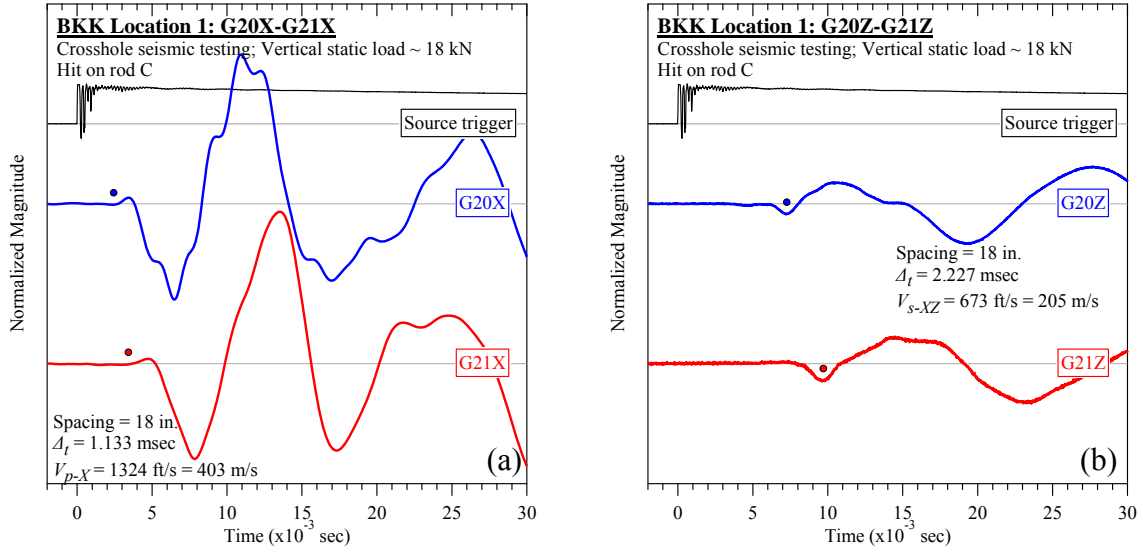 BKK Location 1: G20X-G21X
Crosshole seismic testing; Vertical static load ~ 18 kN
Hit on rod C
Source trigger
G20X
G21X
Spacing = 18 in.
Δt = 1.133 msec
Vp-X = 1324 ft/s = 403 m/s
(a)
Normalized Magnitude
0 5 10 15 20 25 30
Time (x10-3 sec)
BKK Location 1: G20Z-G21Z
Crosshole seismic testing; Vertical static load ~ 18 kN
Hit on rod C
Source trigger
G20Z
Spacing = 18 in.
Δt = 2.227 msec
Vs-XZ = 673 ft/s = 205 m/s
G21Z
(b)
Normalized Magnitude
0 5 10 15 20 25 30
Time (x10-3 sec)